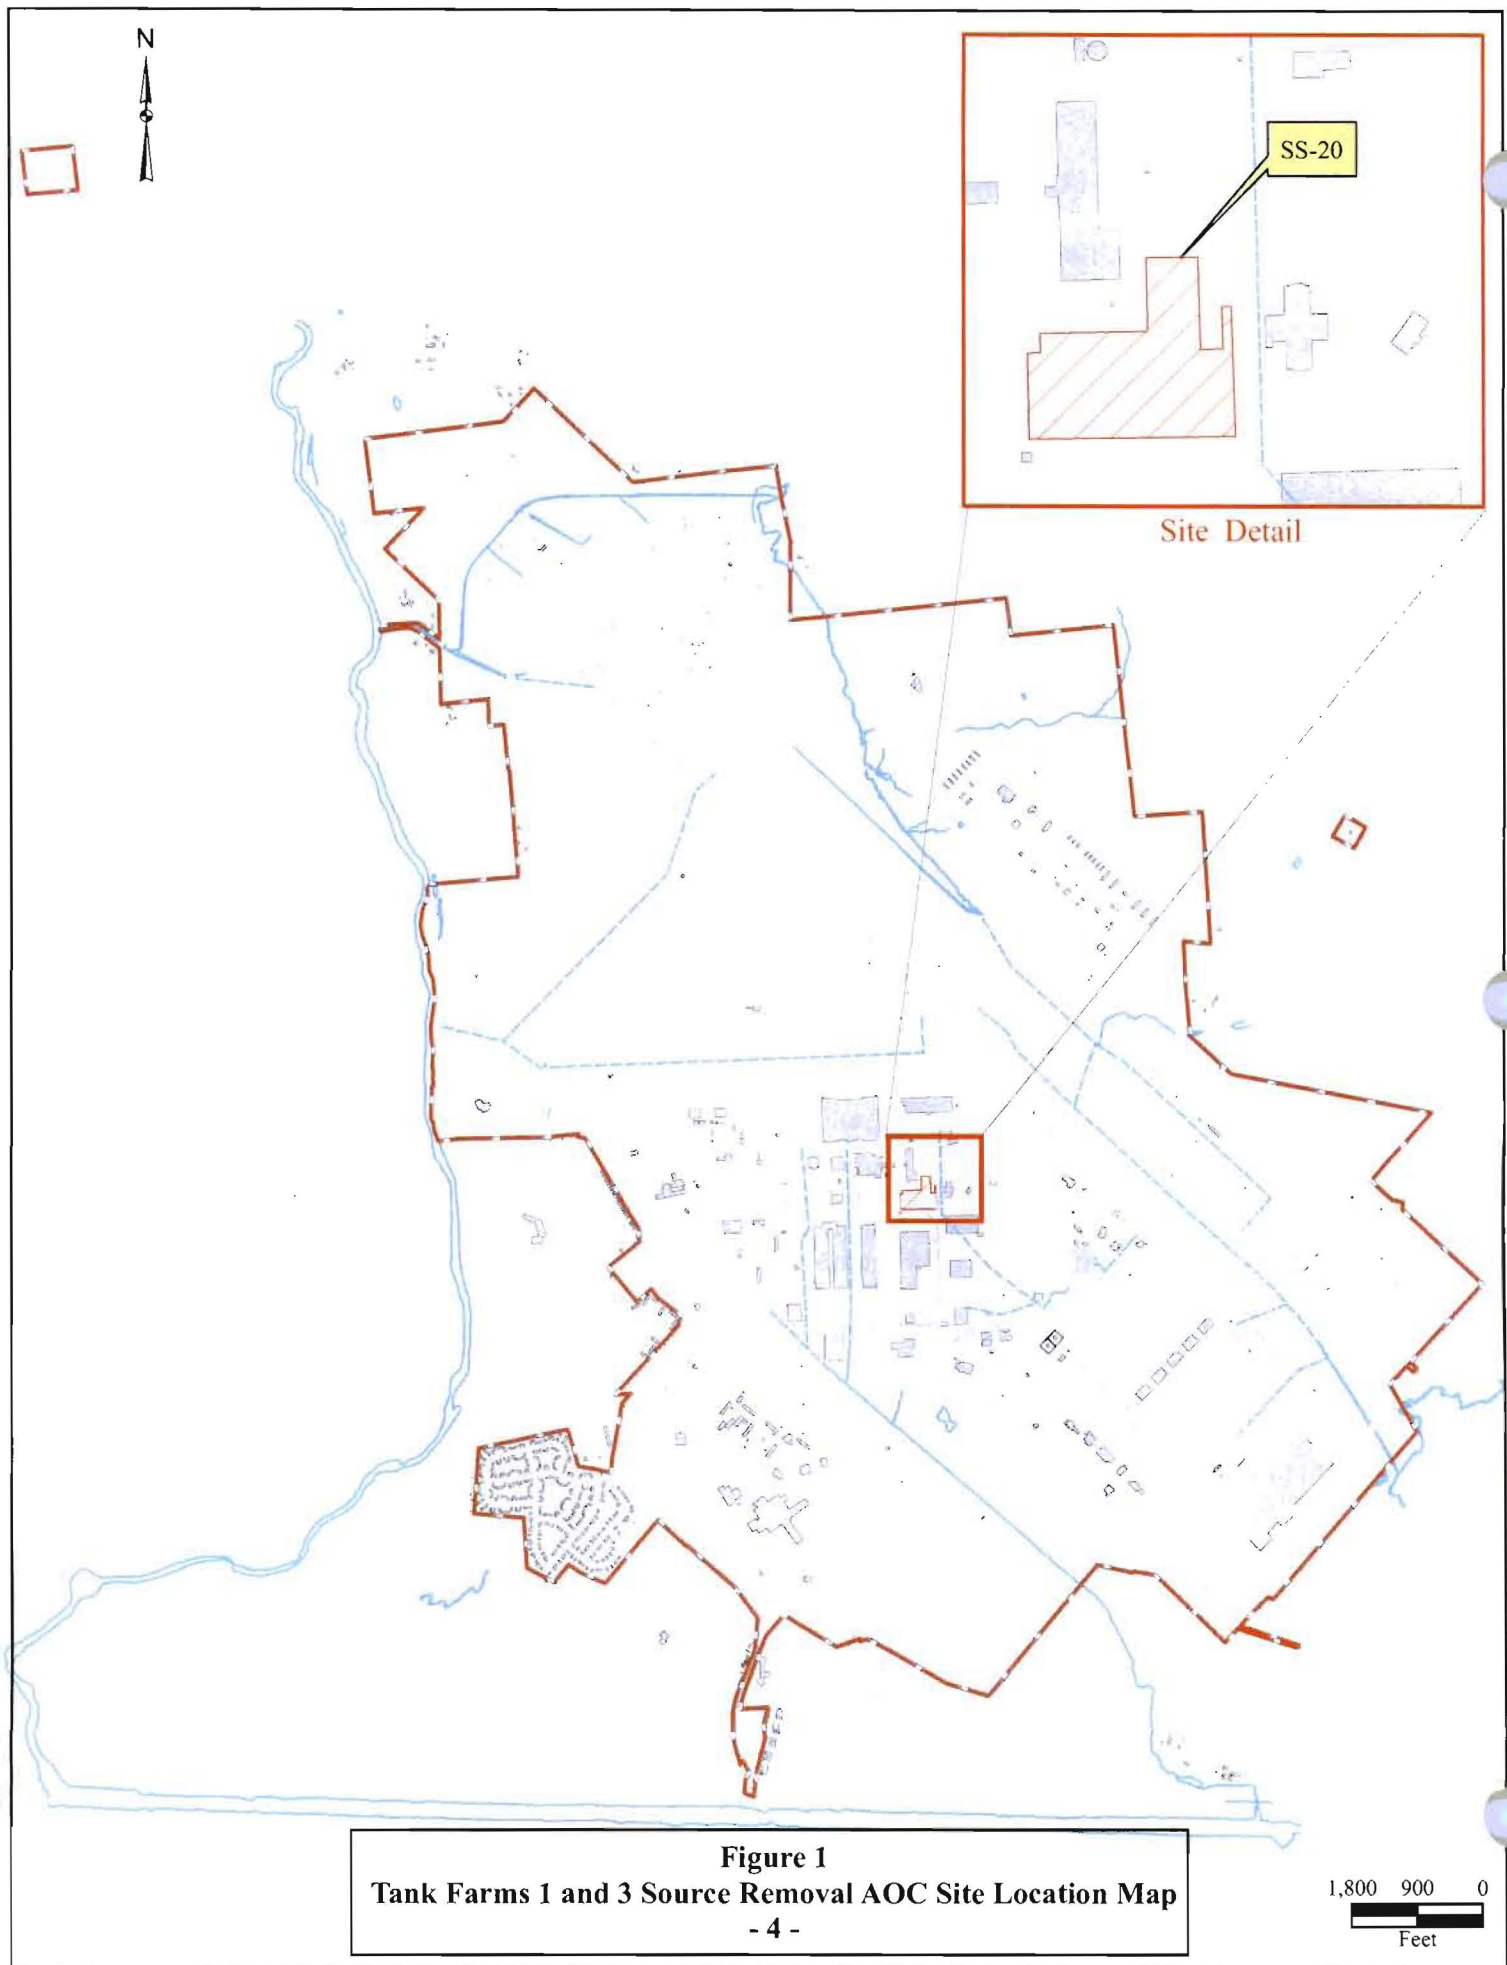 N
SS-20
Site Detail
Figure 1
Tank Farms 1 and 3 Source Removal AOC Site Location Map
- 4 -
1,800 900 0
Feet